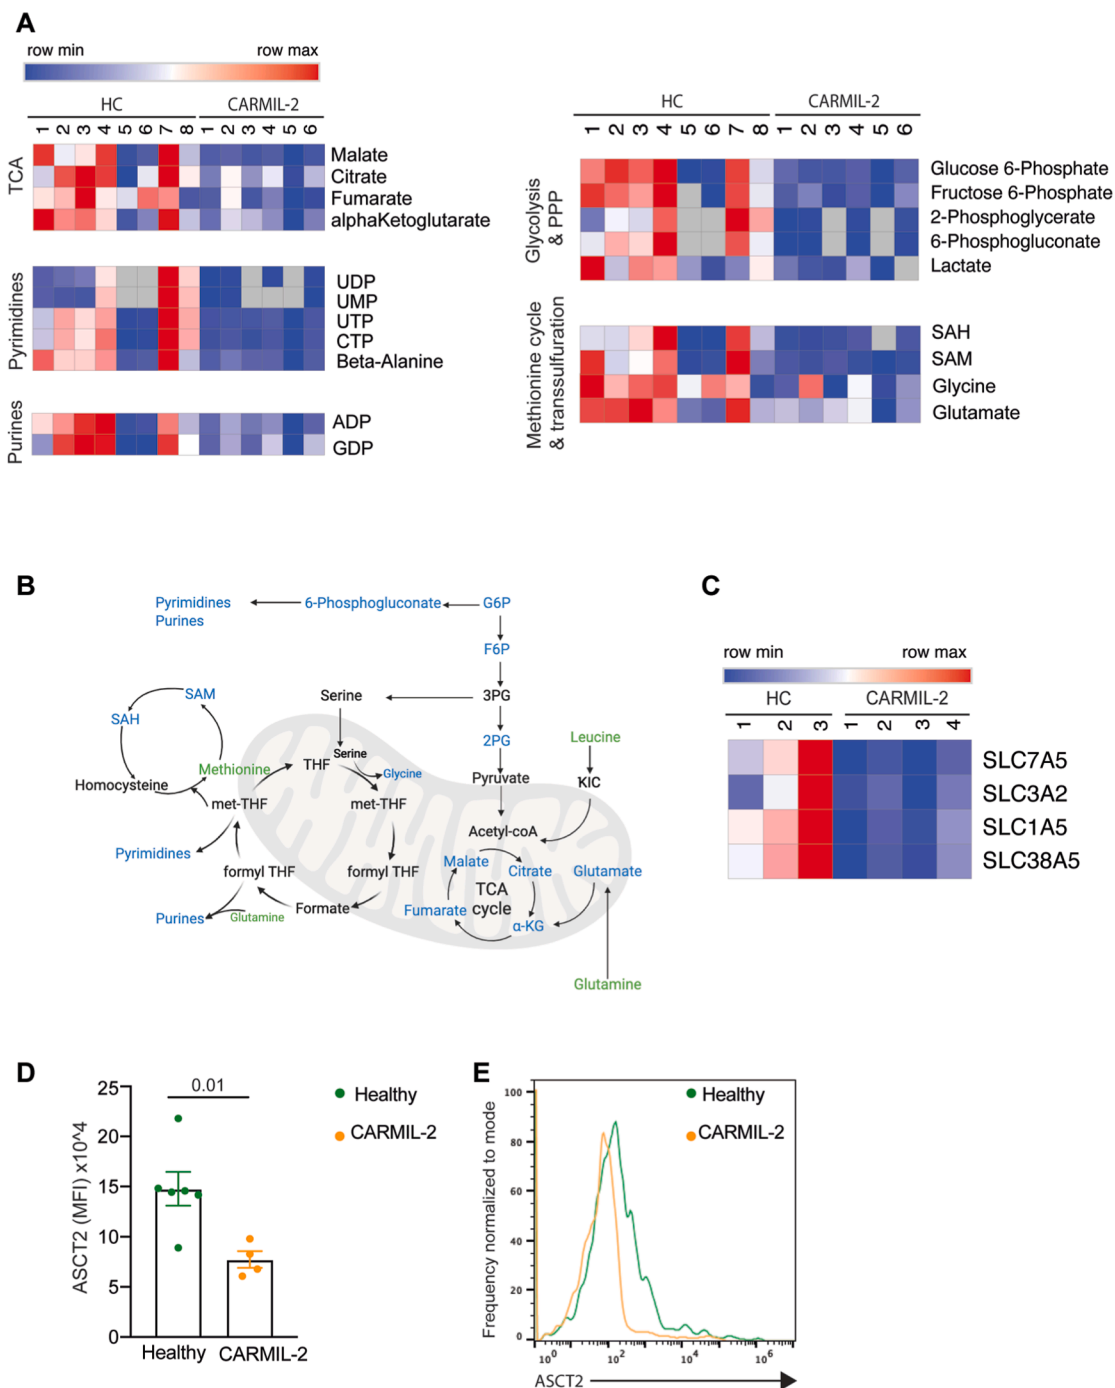 A
row min row max
HC CARMIL-2
1 2 3 4 5 6 7 8 1 2 3 4 5 6
TCA
Malate
Citrate
Fumarate
alphaKetoglutarate
Pyrimidines
UDP
UMP
UTP
CTP
Beta-Alanine
Purines
ADP
GDP
HC CARMIL-2
1 2 3 4 5 6 7 8 1 2 3 4 5 6
Glycolysis
& PPP
Glucose 6-Phosphate
Fructose 6-Phosphate
2-Phosphoglycerate
6-Phosphogluconate
Lactate
Methionine cycle
& transsulfuration
SAH
SAM
Glycine
Glutamate
B
Pyrimidines
Purines
6-Phosphogluconate
G6P
F6P
Serine
3PG
SAM
SAH
2PG
Leucine
Serine
THF
Methionine
Glycine
Homocysteine
Pyruvate
KIC
met-THF
met-THF
Acetyl-coA
Pyrimidines
Malate
Citrate
Glutamate
formyl THF
formyl THF
TCA
cycle
Formate
Fumarate
Purines
Glutamine
α-KG
Glutamine
C
row min row max
HC CARMIL-2
1 2 3 1 2 3 4
SLC7A5
SLC3A2
SLC1A5
SLC38A5
D
ASCT2 (MFI) x10^4
25
20
15
10
5
0
0.01
Healthy
CARMIL-2
Healthy CARMIL-2
E
Frequency normalized to mode
100
80
60
40
20
0
Healthy
CARMIL-2
10^0 10^2 10^4 10^6
ASCT2